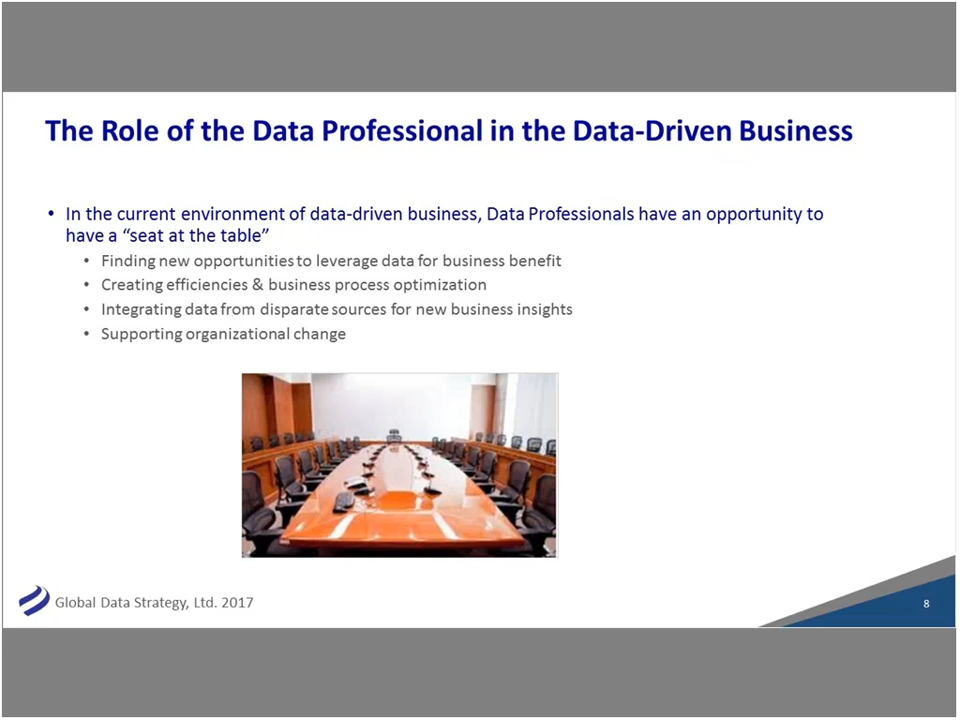 The Role of the Data Professional in the Data-Driven Business
• In the current environment of data-driven business, Data Professionals have an opportunity to
have a “seat at the table”
• Finding new opportunities to leverage data for business benefit
• Creating efficiencies & business process optimization
• Integrating data from disparate sources for new business insights
• Supporting organizational change
Global Data Strategy, Ltd. 2017
8